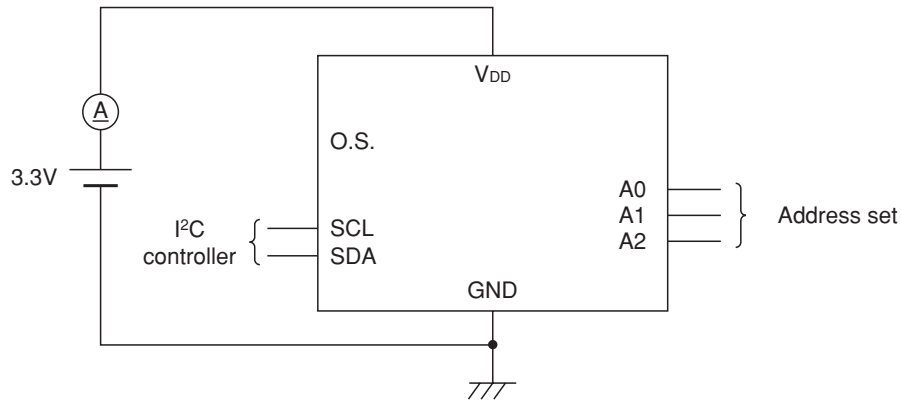 VDD
A
O.S.
3.3V
A0
A1
Address set
I²C
controller
SCL
A2
SDA
GND